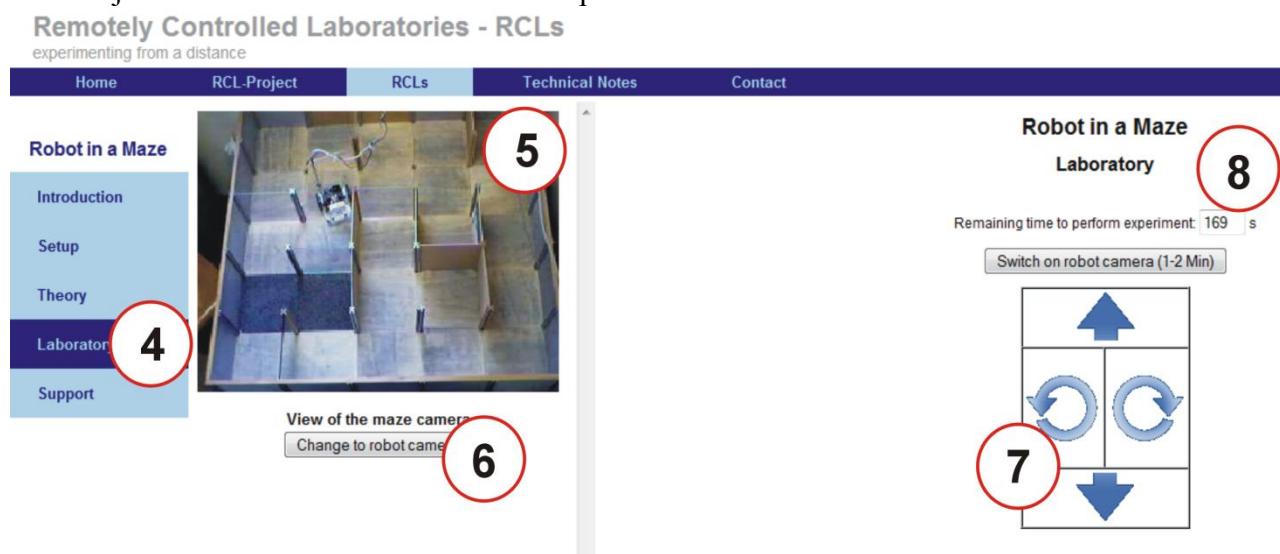 Remotely Controlled Laboratories - RCLs
experimenting from a distance
Home RCL-Project RCLs Technical Notes Contact
Robot in a Maze
Introduction
Setup
Theory
Laborator
Support
4
5
View of the maze camera
Change to robot came
6
Robot in a Maze
Laboratory
8
Remaining time to perform experiment: 169 s
Switch on robot camera (1-2 Min)
7